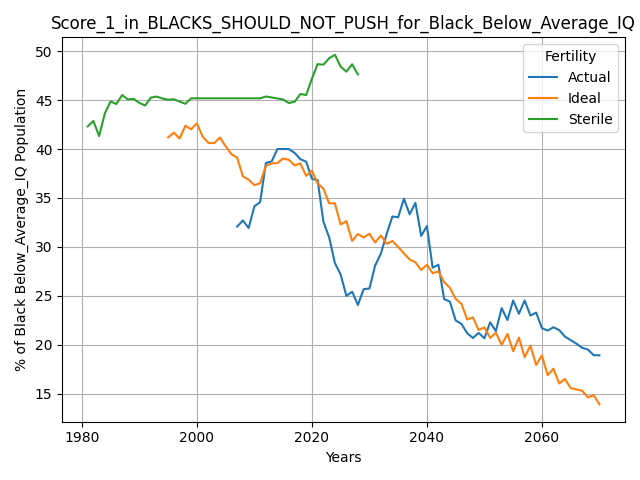 Score_1_in_BLACKS_SHOULD_NOT_PUSH_for_Black_Below_Average_IQ
Fertility
Actual
Ideal
Sterile
% of Black Below_Average_IQ Population
50
45
40
35
30
25
20
15
1980
2000
2020
2040
2060
Years